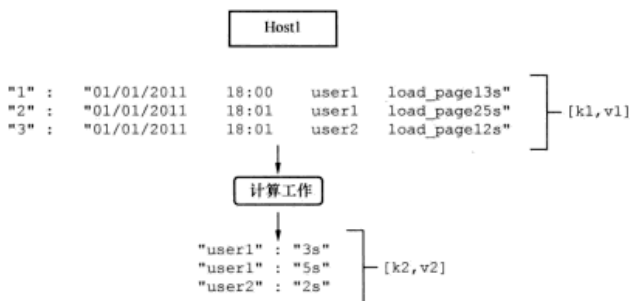 Host1
"1" : "01/01/2011 18:00 user1 load_page13s"
"2" : "01/01/2011 18:01 user1 load_page25s" [k1,v1]
"3" : "01/01/2011 18:01 user2 load_page12s"
计算工作
"user1" : "3s"
"user1" : "5s" [k2,v2]
"user2" : "2s"